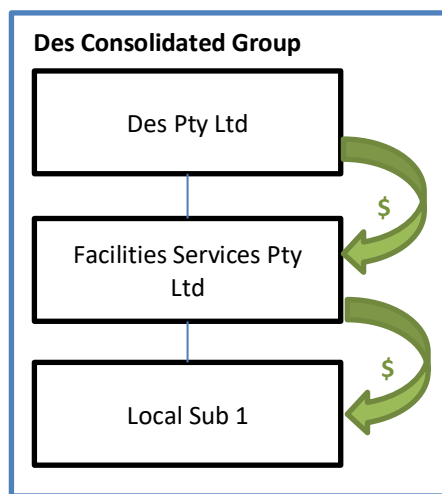 Des Consolidated Group
Des Pty Ltd
$
Facilities Services Pty
Ltd
$
Local Sub 1